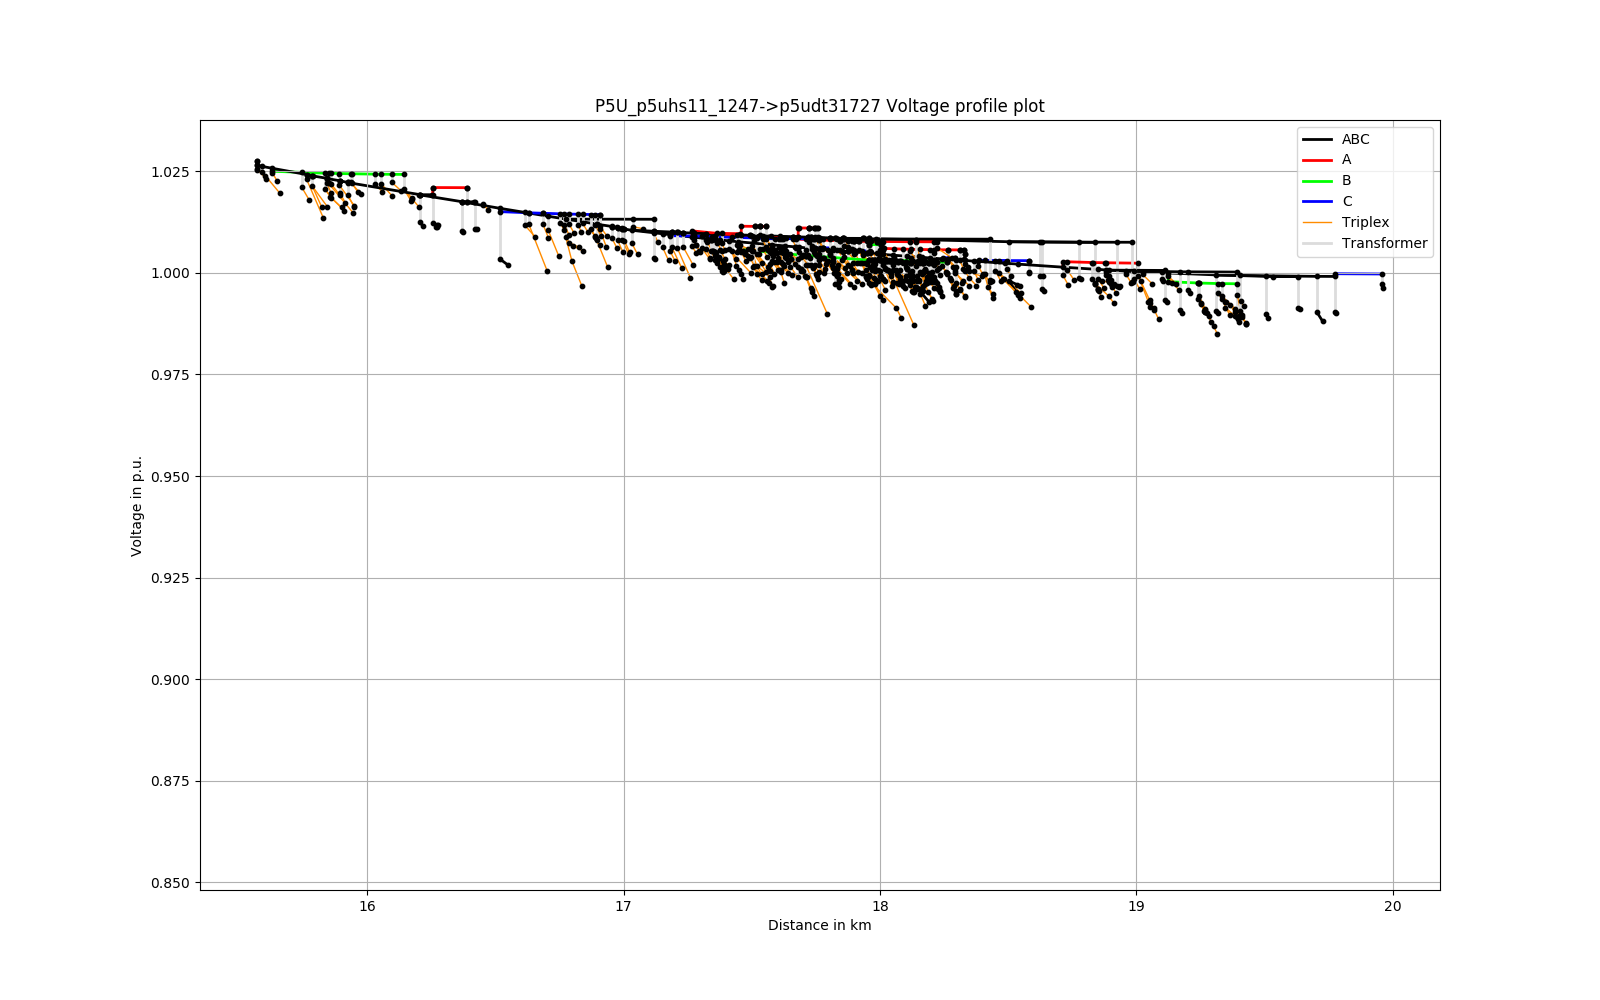 P5U_p5uhs11_1247->p5udt31727 Voltage profile plot
ABC
A
B
C
Triplex
Transformer
1.025
1.000
0.975
0.950
0.925
0.900
0.875
0.850
Voltage in p.u.
16
17
18
19
20
Distance in km